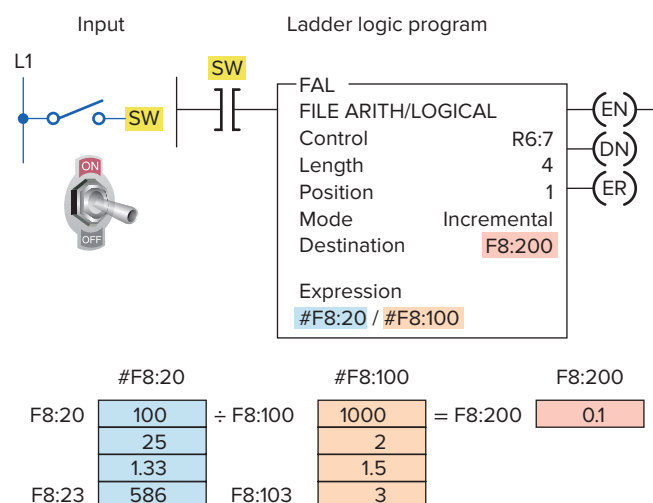 Input Ladder logic program
L1
SW
SW
ON
OFF
FAL
FILE ARITH/LOGICAL
Control R6:7
Length 4
Position 1
Mode Incremental
Destination F8:200
Expression
#F8:20 / #F8:100
EN
DN
ER
#F8:20 #F8:100 F8:200
F8:20 100 ÷ F8:100 1000 = F8:200 0.1
25 2
1.33 1.5
F8:23 586 F8:103 3